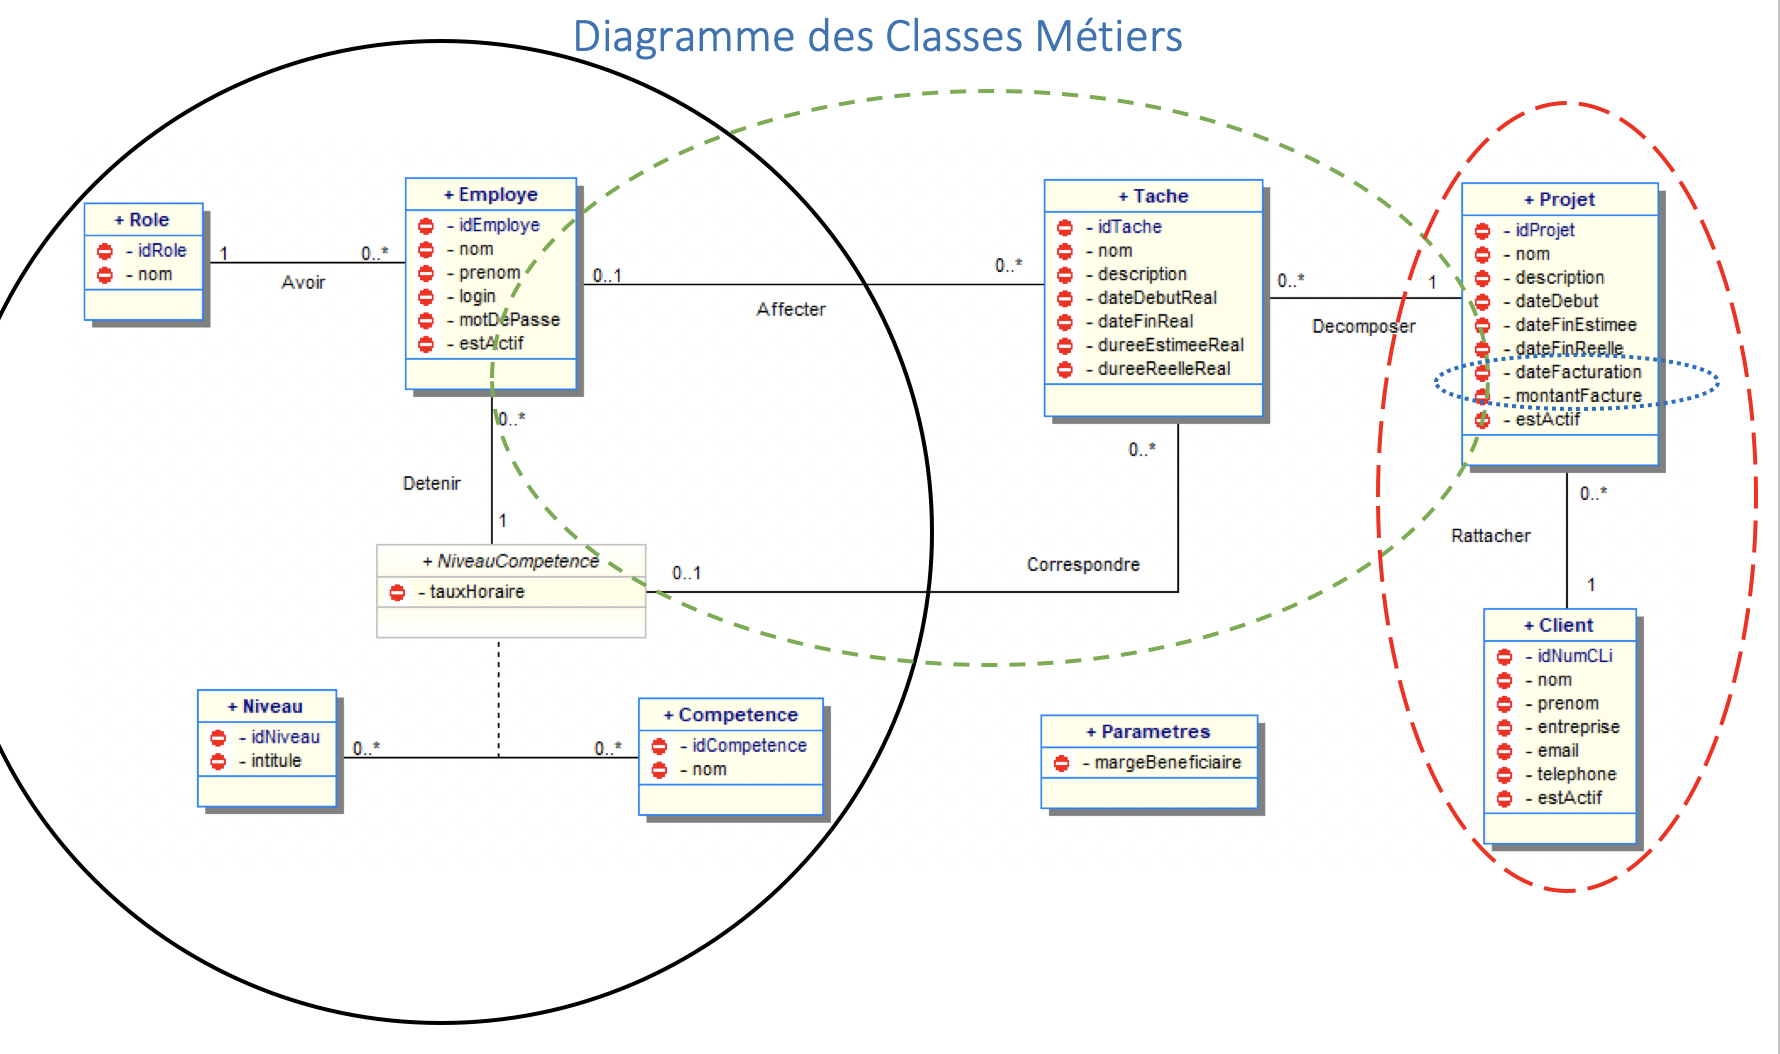 Diagramme des Classes Métiers
+ Role
- idRole
- nom
1
0..*
Avoir
+ Employe
- idEmploye
- nom
- prenom
- login
- motDePasse
- estActif
0..1
0..*
Affecter
+ Tache
- idTache
- nom
- description
- dateDebutReal
- dateFinReal
- dureeEstimeeReal
- dureeReelleReal
0..*
1
Decomposer
+ Projet
- idProjet
- nom
- description
- dateDebut
- dateFinEstimee
- dateFinReelle
- dateFacturation
- montantFacture
- estActif
0..*
Detenir
1
+ NiveauCompetence
- tauxHoraire
0..1
Correspondre
0..*
0..*
Rattacher
1
+ Client
- idNumCLi
- nom
- prenom
- entreprise
- email
- telephone
- estActif
+ Niveau
- idNiveau
- intitule
0..*
0..*
+ Competence
- idCompetence
- nom
+ Parametres
- margeBeneficiaire